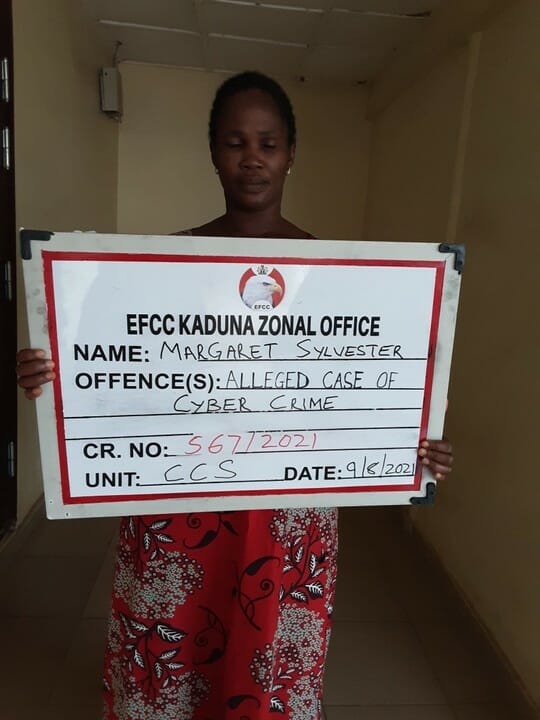 EFCC
EFCC KADUNA ZONAL OFFICE
NAME: MARGARET SYLVESTER
OFFENCE(S): ALLEGED CASE OF
CYBER CRIME
CR. NO: 567/2021
UNIT: CCS DATE: 9/8/2021